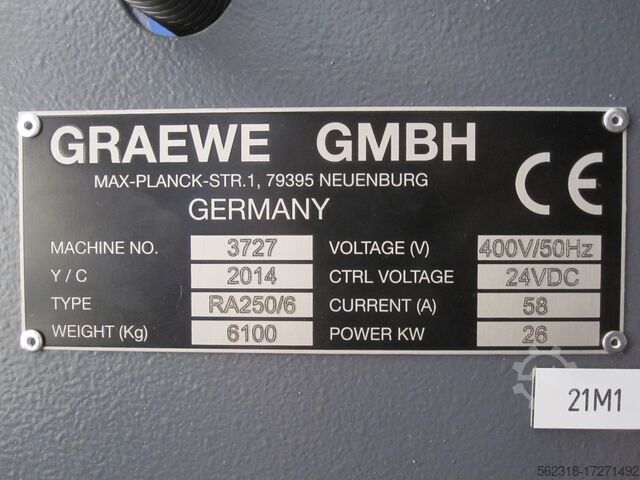 GRAEWE GMBH
MAX-PLANCK-STR.1, 79395 NEUENBURG
GERMANY
CE
MACHINE NO. 3727 VOLTAGE (V) 400V/50Hz
Y / C 2014 CTRL VOLTAGE 24VDC
TYPE RA250/6 CURRENT (A) 58
WEIGHT (Kg) 6100 POWER KW 26
21M1
562318-17271492